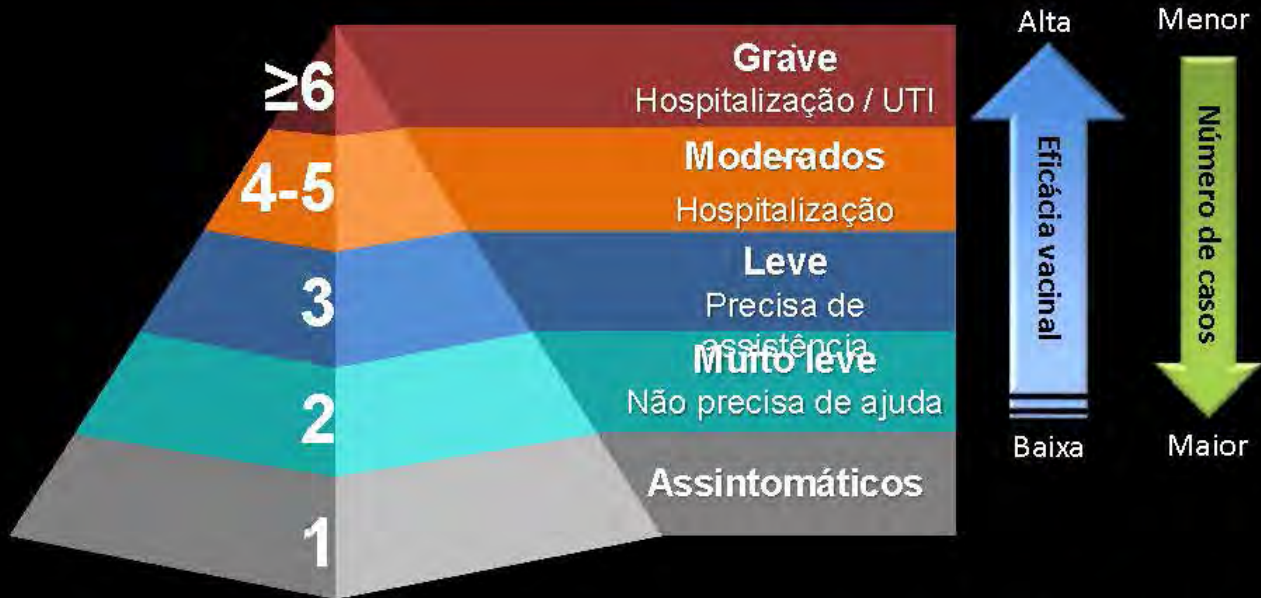 ≥6
Grave
Hospitalização / UTI
4-5
Moderados
Hospitalização
3
Leve
Precisa de
assistência
2
Muito leve
Não precisa de ajuda
1
Assintomáticos
Alta
Eficácia vacinal
Baixa
Menor
Número de casos
Maior